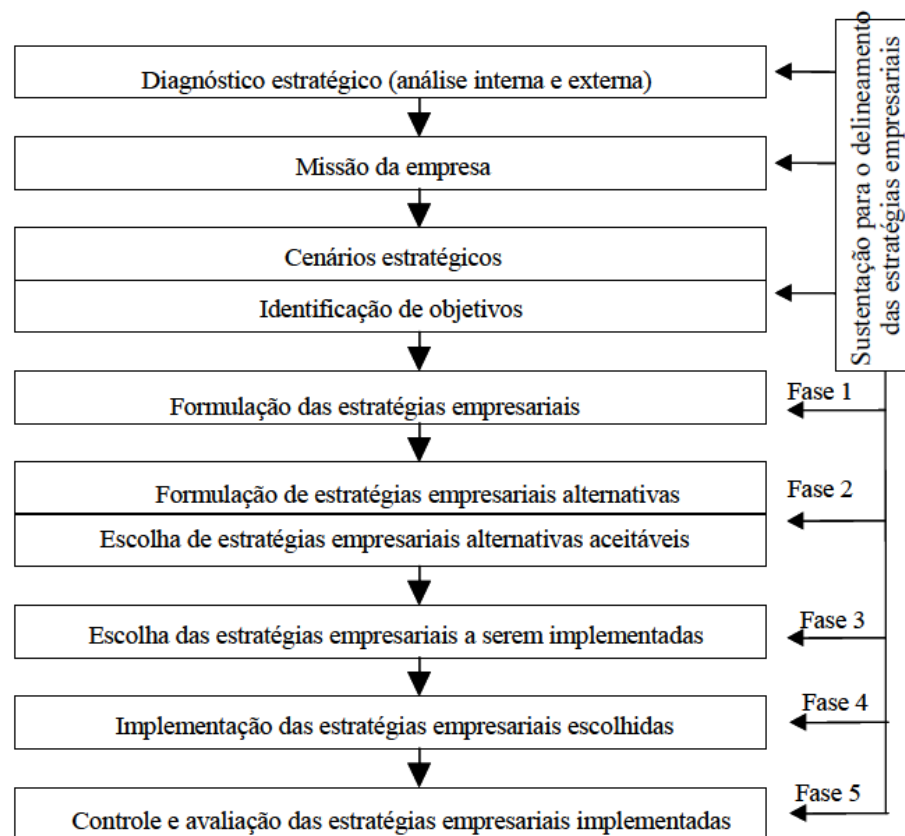 Diagnóstico estratégico (análise interna e externa)
Missão da empresa
Cenários estratégicos
Identificação de objetivos
Sustentação para o delineamento
das estratégias empresariais
Formulação das estratégias empresariais
Fase 1
Formulação de estratégias empresariais alternativas
Fase 2
Escolha de estratégias empresariais alternativas aceitáveis
Escolha das estratégias empresariais a serem implementadas
Fase 3
Implementação das estratégias empresariais escolhidas
Fase 4
Controle e avaliação das estratégias empresariais implementadas
Fase 5